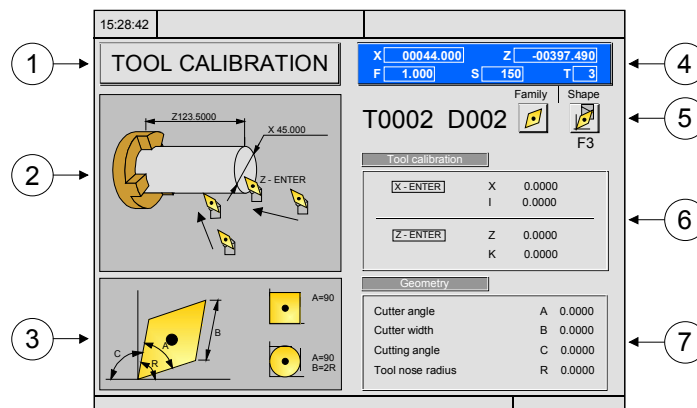 15:28:42
TOOL CALIBRATION
X 00044.000 Z -00397.490
F 1.000 S 150 T 3
Family Shape
T0002 D002
F3
Z123.5000
X 45.000
Z - ENTER
Tool calibration
X - ENTER X 0.0000
I 0.0000
Z - ENTER Z 0.0000
K 0.0000
A=90
A=90
B=2R
A
B
C
R
Geometry
Cutter angle A 0.0000
Cutter width B 0.0000
Cutting angle C 0.0000
Tool nose radius R 0.0000
1
2
3
4
5
6
7